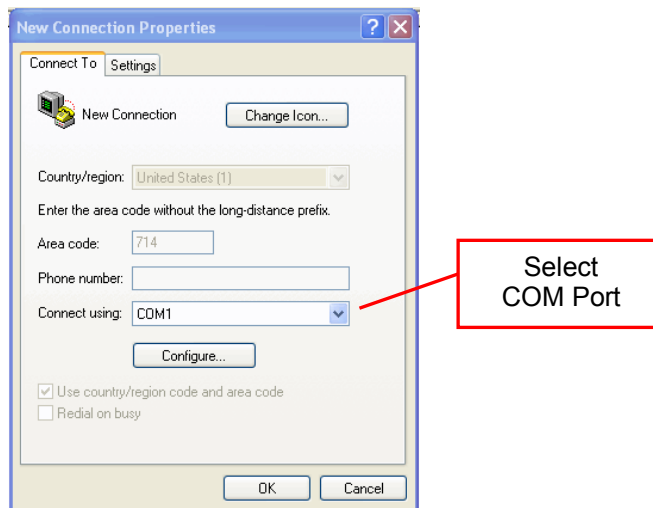 New Connection Properties
Connect To Settings
New Connection Change Icon...
Country/region: United States (1)
Enter the area code without the long-distance prefix.
Area code: 714
Phone number:
Connect using: COM1
Configure...
Use country/region code and area code
Redial on busy
OK Cancel
Select
COM Port